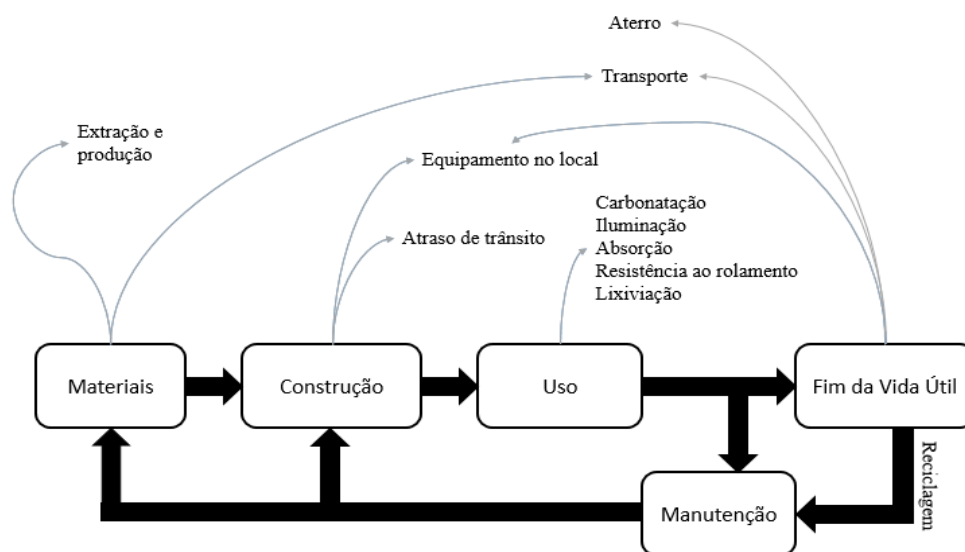 Aterro
Transporte
Extração e
produção
Equipamento no local
Atraso de trânsito
Carbonatação
Iluminação
Absorção
Resistência ao rolamento
Lixiviação
Materiais
Construção
Uso
Fim da Vida Útil
Reciclagem
Manutenção